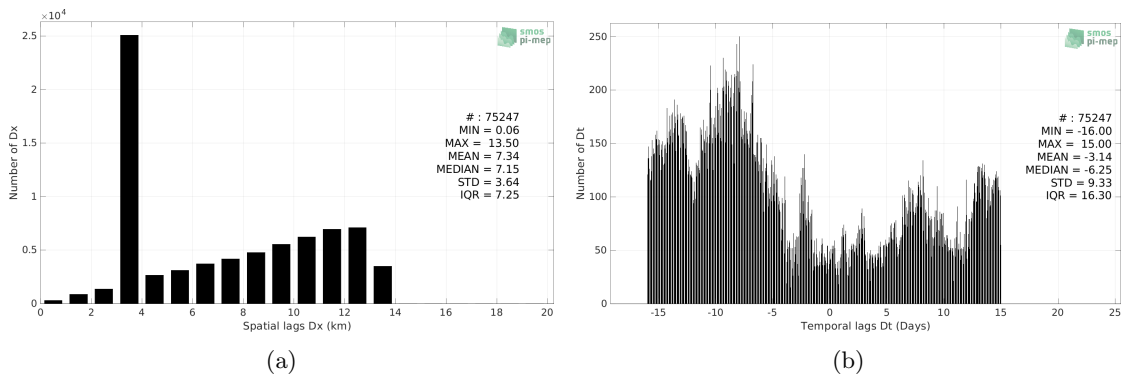 ×10⁴
2.5
2
1.5
1
0.5
0
0 2 4 6 8 10 12 14 16 18 20
Number of Dx
Spatial lags Dx (km)
smos
pi-mep
# : 75247
MIN = 0.06
MAX = 13.50
MEAN = 7.34
MEDIAN = 7.15
STD = 3.64
IQR = 7.25
(a)
250
200
150
100
50
0
-15 -10 -5 0 5 10 15 20 25
Number of Dt
Temporal lags Dt (Days)
smos
pi-mep
# : 75247
MIN = -16.00
MAX = 15.00
MEAN = -3.14
MEDIAN = -6.25
STD = 9.33
IQR = 16.30
(b)